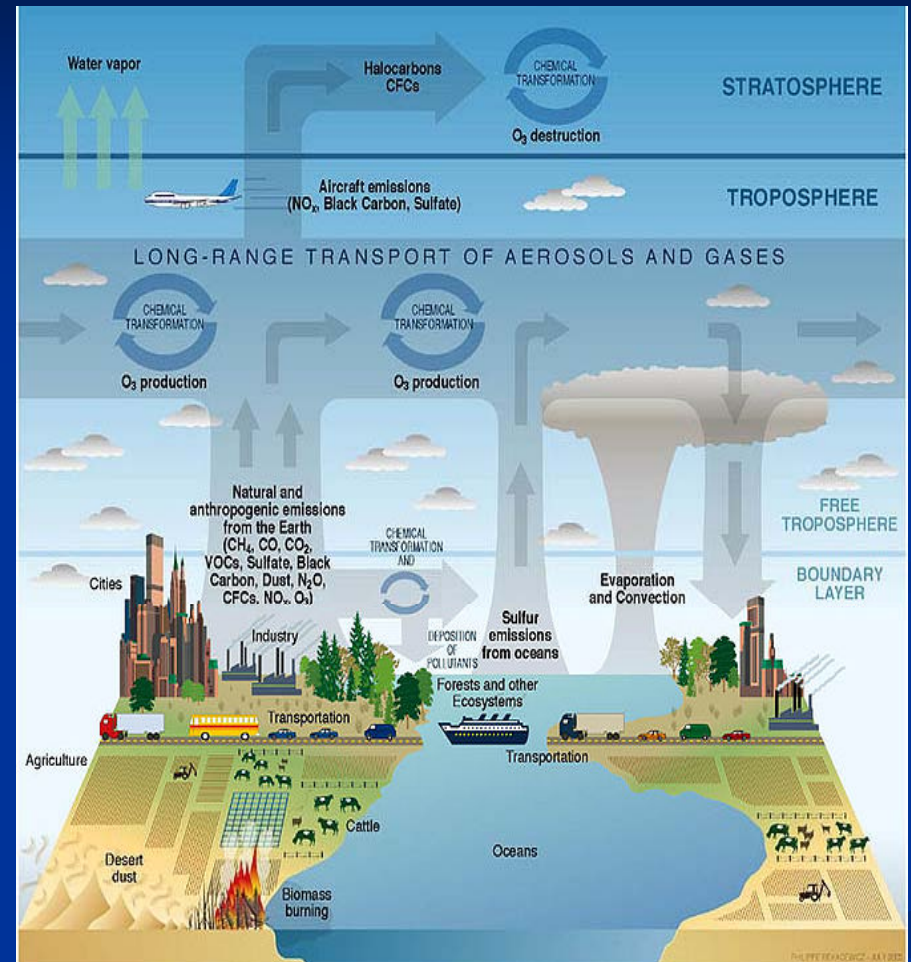 Water vapor
Halocarbons
CFCs
CHEMICAL
TRANSFORMATION
O₃ destruction
STRATOSPHERE
Aircraft emissions
(NOₓ, Black Carbon, Sulfate)
TROPOSPHERE
LONG-RANGE TRANSPORT OF AEROSOLS AND GASES
CHEMICAL
TRANSFORMATION
O₃ production
CHEMICAL
TRANSFORMATION
O₃ production
Natural and
anthropogenic emissions
from the Earth
(CH₄, CO, CO₂,
VOCs, Sulfate, Black
Carbon, Dust, N₂O,
CFCs, NOₓ, O₃)
CHEMICAL
TRANSFORMATION
AND
FREE
TROPOSPHERE
BOUNDARY
LAYER
Cities
Evaporation
and Convection
Industry
DEPOSITION
OF
POLLUTANTS
Sulfur
emissions
from oceans
Forests and other
Ecosystems
Transportation
Transportation
Agriculture
Cattle
Oceans
Desert
dust
Biomass
burning